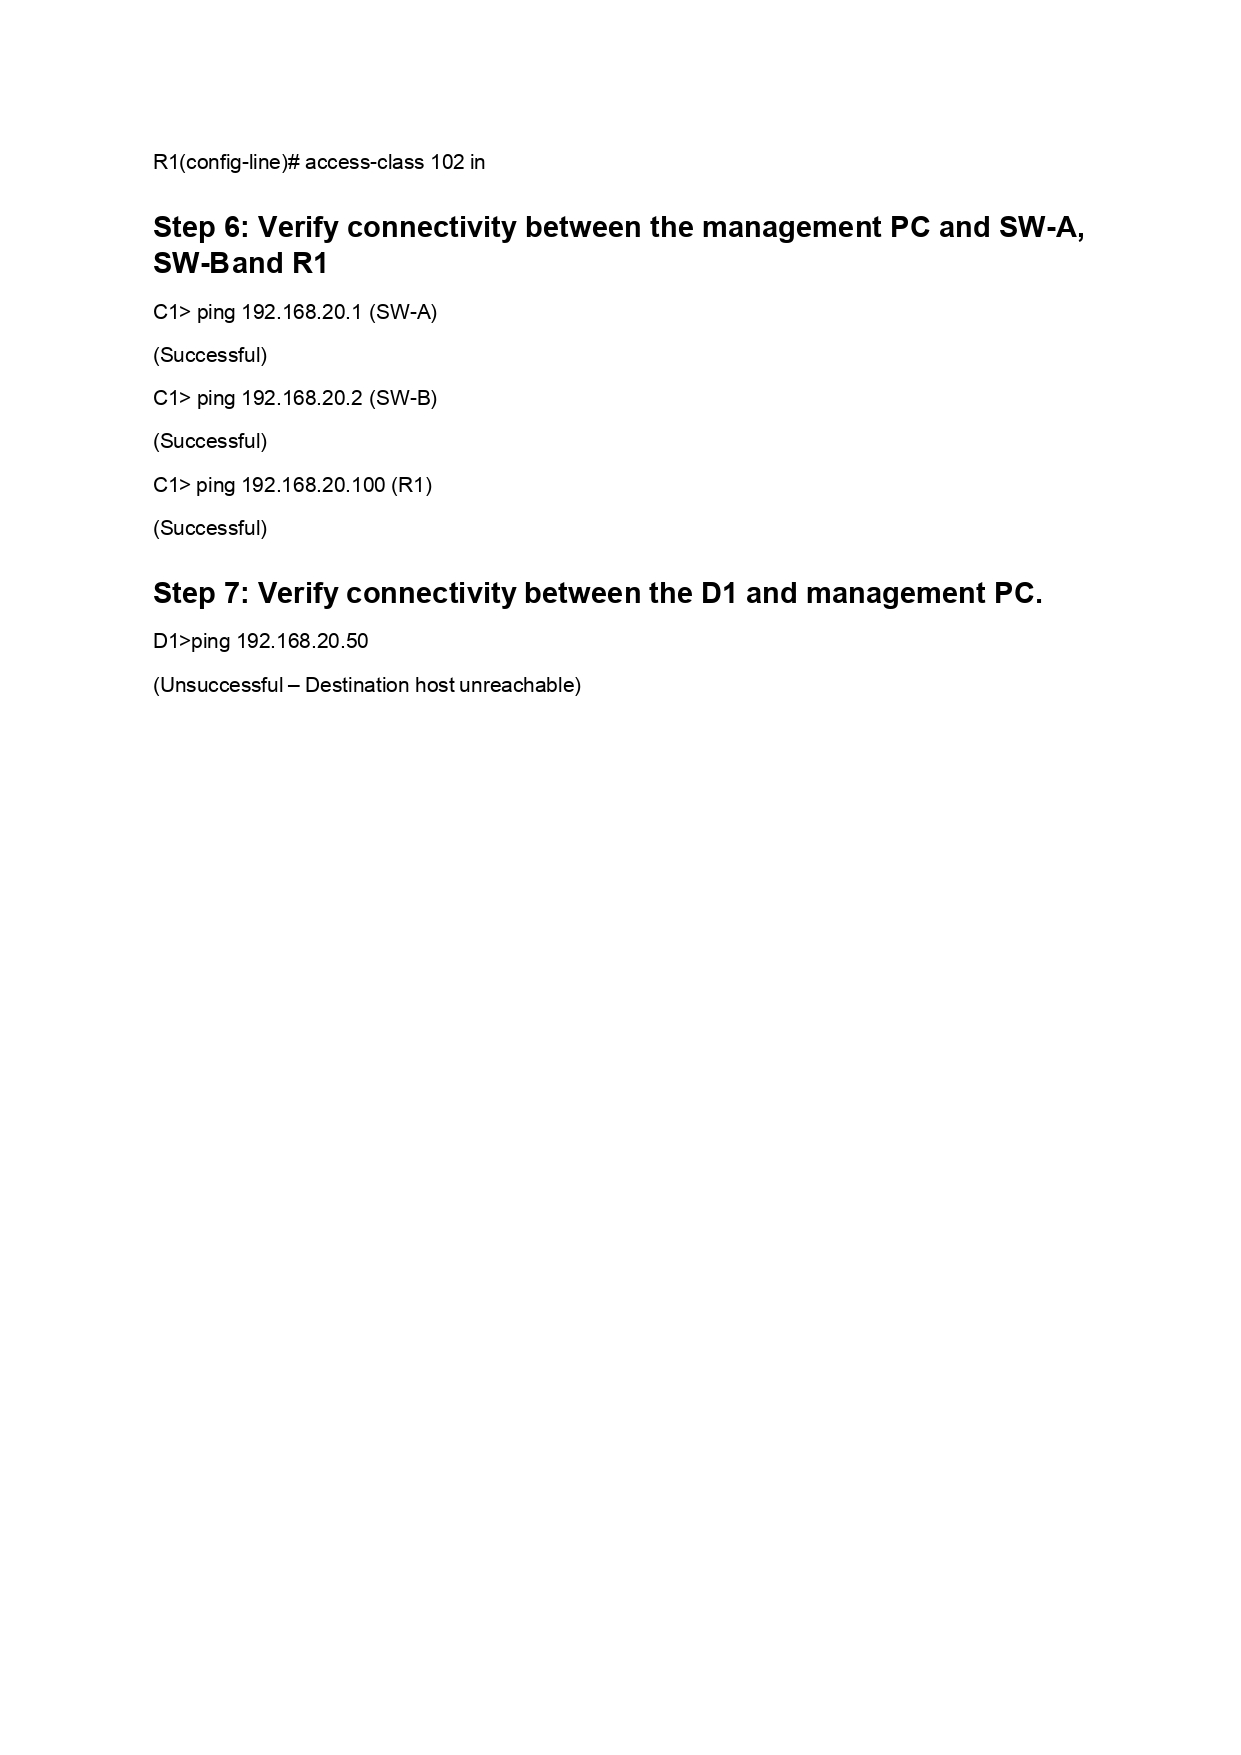 R1(config-line)# access-class 102 in
Step 6: Verify connectivity between the management PC and SW-A,
SW-Band R1
C1> ping 192.168.20.1 (SW-A)
(Successful)
C1> ping 192.168.20.2 (SW-B)
(Successful)
C1> ping 192.168.20.100 (R1)
(Successful)
Step 7: Verify connectivity between the D1 and management PC.
D1>ping 192.168.20.50
(Unsuccessful – Destination host unreachable)